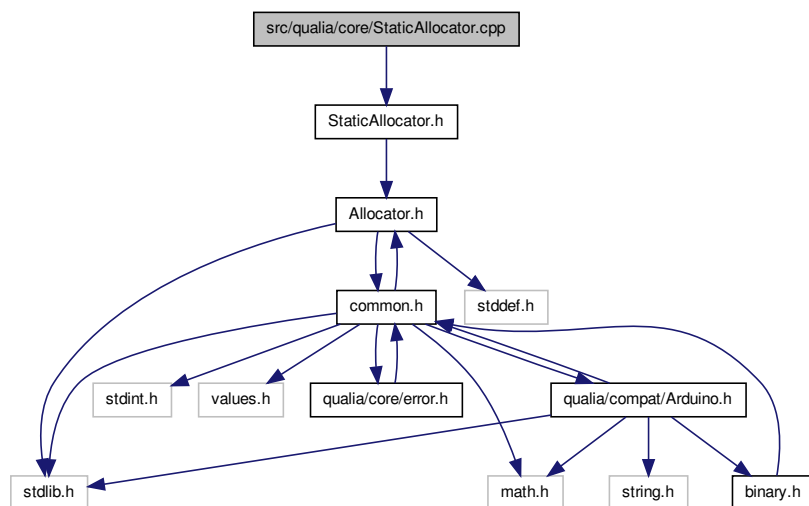 src/qualia/core/StaticAllocator.cpp
StaticAllocator.h
Allocator.h
common.h
stddef.h
stdint.h
values.h
qualia/core/error.h
qualia/compat/Arduino.h
stdlib.h
math.h
string.h
binary.h